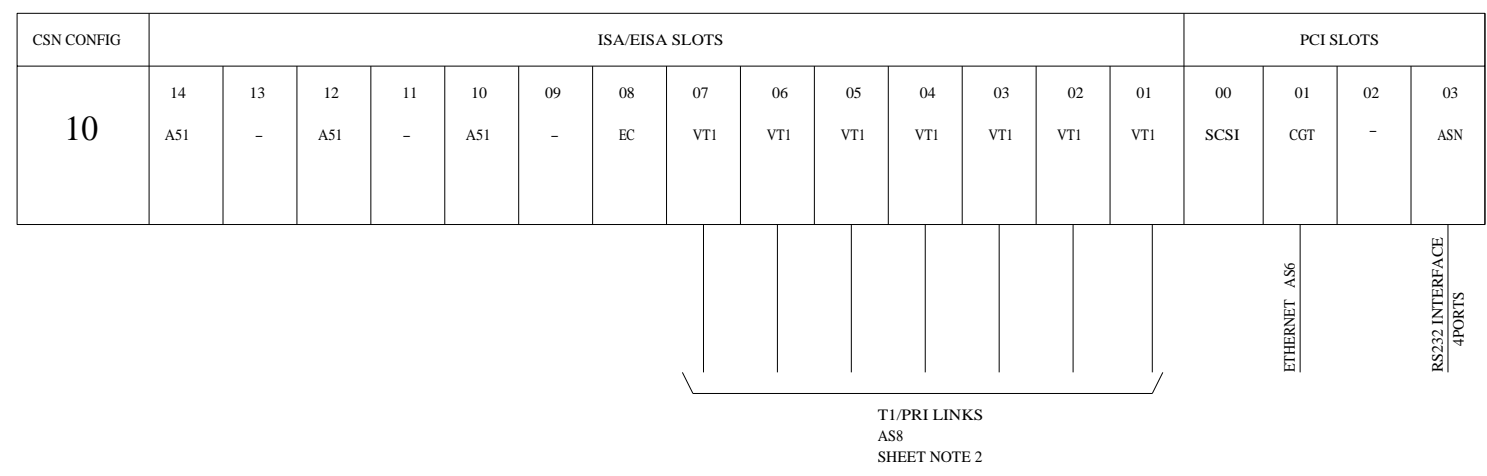 CSN CONFIG ISA/EISA SLOTS PCI SLOTS
14 13 12 11 10 09 08 07 06 05 04 03 02 01 00 01 02 03
10 A51 – A51 – A51 – EC VT1 VT1 VT1 VT1 VT1 VT1 VT1 SCSI CGT – ASN
ETHERNET AS6
RS232 INTERFACE
4PORTS
T1/PRI LINKS
AS8
SHEET NOTE 2